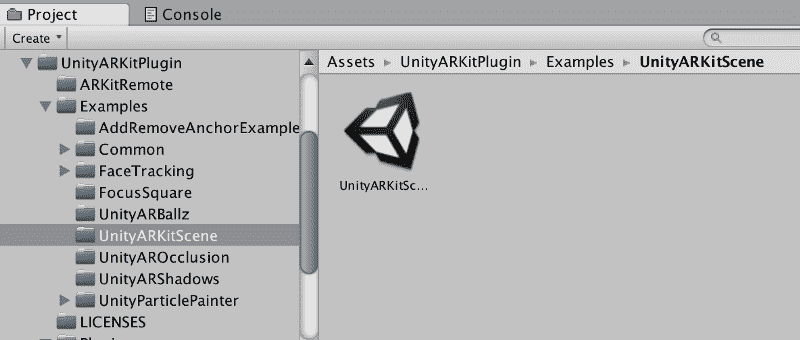 Project
Console
Create
Assets ▸ UnityARKitPlugin ▸ Examples ▸ UnityARKitScene
UnityARKitPlugin
ARKitRemote
Examples
AddRemoveAnchorExample
Common
FaceTracking
FocusSquare
UnityARBallz
UnityARKitScene
UnityAROcclusion
UnityARShadows
UnityParticlePainter
LICENSES
UnityARKitSc...